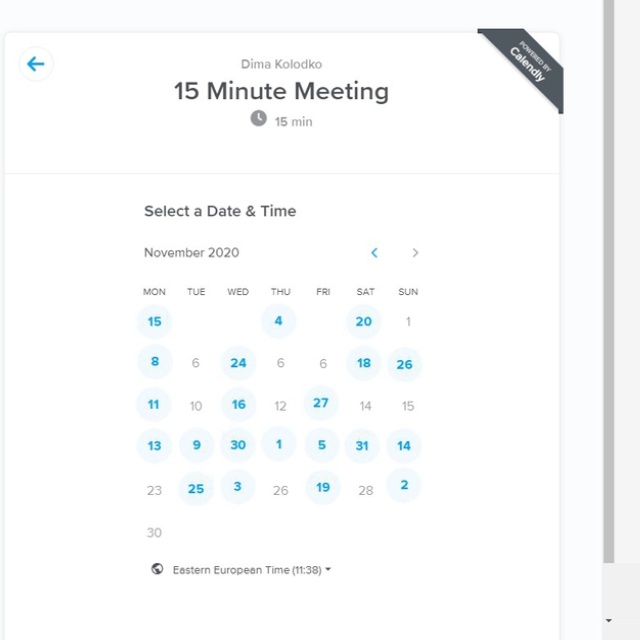 POWERED BY
Calendly
Dima Kolodko
15 Minute Meeting
15 min
Select a Date & Time
November 2020
MON TUE WED THU FRI SAT SUN
15 4 20 1
8 6 24 6 6 18 26
11 10 16 12 27 14 15
13 9 30 1 5 31 14
23 25 3 26 19 28 2
30
Eastern European Time (11:38)